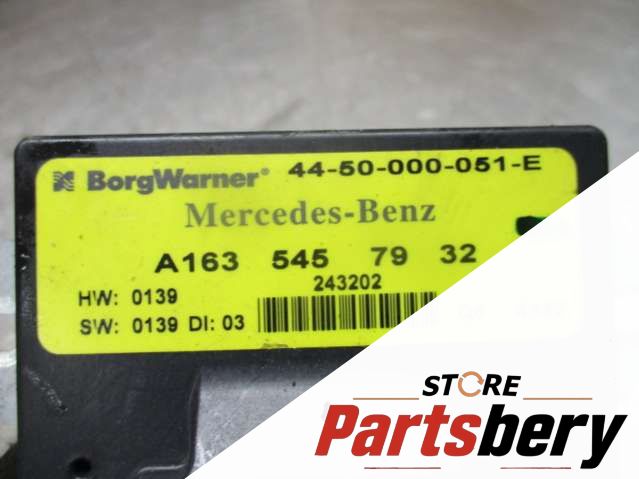 BorgWarner® 44-50-000-051-E
Mercedes-Benz
A163 545 79 32
HW: 0139
243202
SW: 0139 DI: 03
STORE
Partsbery